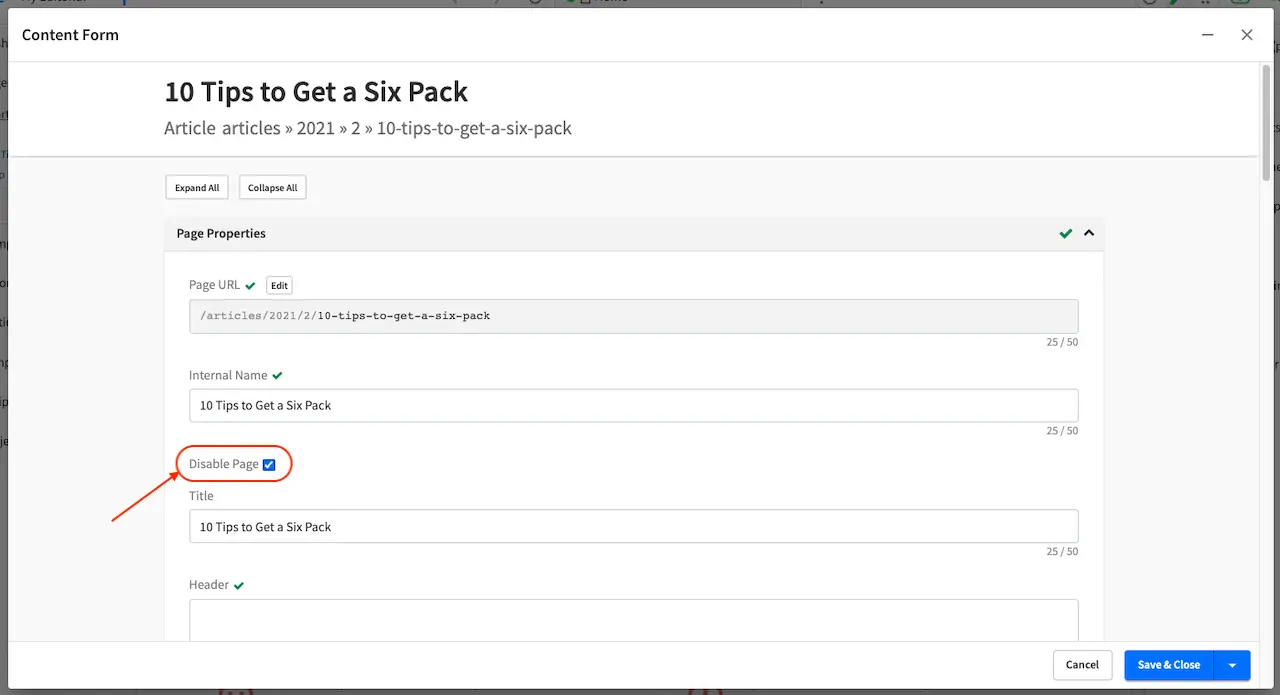 Content Form
10 Tips to Get a Six Pack
Article articles » 2021 » 2 » 10-tips-to-get-a-six-pack
Expand All Collapse All
Page Properties
Page URL Edit
/articles/2021/2/10-tips-to-get-a-six-pack
25 / 50
Internal Name
10 Tips to Get a Six Pack
25 / 50
Disable Page
Title
10 Tips to Get a Six Pack
25 / 50
Header
Cancel Save & Close